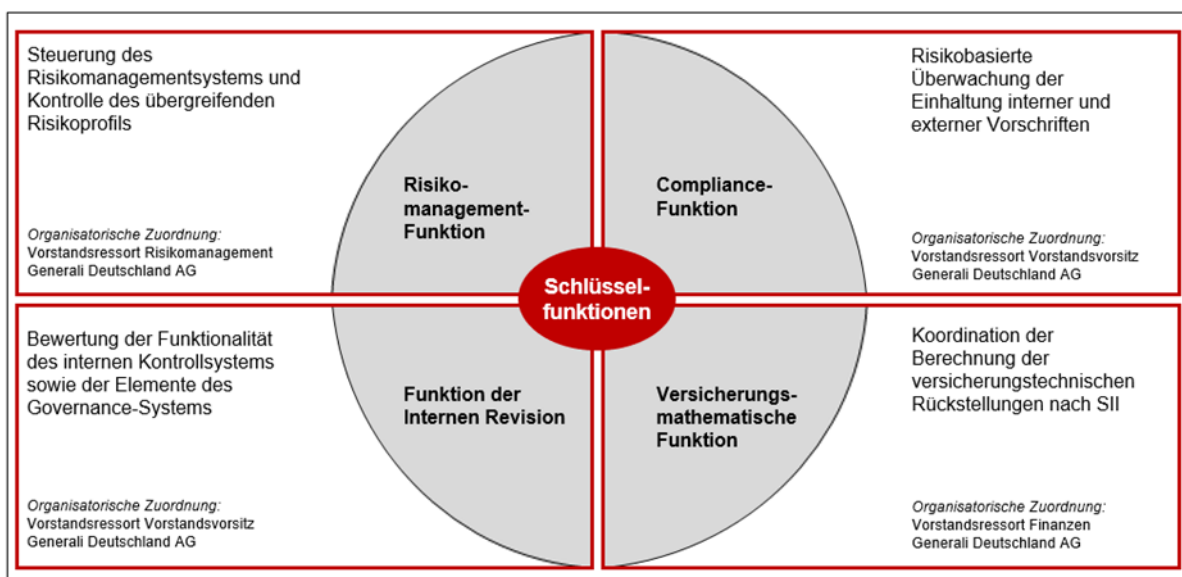 Steuerung des
Risikomanagementsystems und
Kontrolle des übergreifenden
Risikoprofils
Organisatorische Zuordnung:
Vorstandsressort Risikomanagement
Generali Deutschland AG
Risiko-
management-
Funktion
Compliance-
Funktion
Risikobasierte
Überwachung der
Einhaltung interner und
externer Vorschriften
Organisatorische Zuordnung:
Vorstandsressort Vorstandsvorsitz
Generali Deutschland AG
Schlüssel-
funktionen
Bewertung der Funktionalität
des internen Kontrollsystems
sowie der Elemente des
Governance-Systems
Organisatorische Zuordnung:
Vorstandsressort Vorstandsvorsitz
Generali Deutschland AG
Funktion der
Internen Revision
Versicherungs-
mathematische
Funktion
Koordination der
Berechnung der
versicherungstechnischen
Rückstellungen nach SII
Organisatorische Zuordnung:
Vorstandsressort Finanzen
Generali Deutschland AG